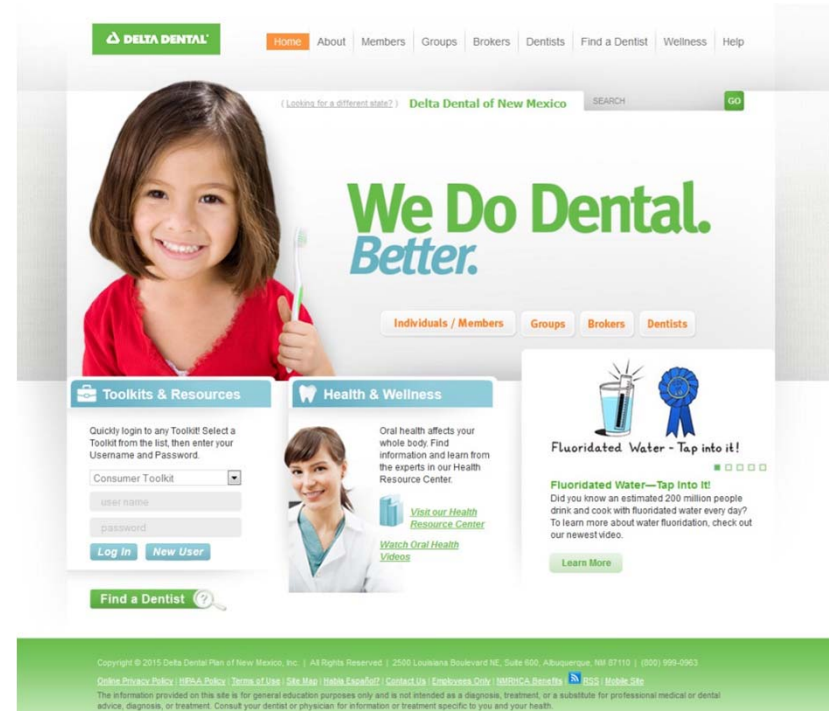 DELTA DENTAL
Home About Members Groups Brokers Dentists Find a Dentist Wellness Help
( Looking for a different state? ) Delta Dental of New Mexico SEARCH GO
We Do Dental.
Better.
Individuals / Members Groups Brokers Dentists
Toolkits & Resources
Quickly login to any Toolkit! Select a
Toolkit from the list, then enter your
Username and Password.
Consumer Toolkit
user name
password
Log In New User
Find a Dentist ?
Health & Wellness
Oral health affects your
whole body. Find
information and learn from
the experts in our Health
Resource Center.
Visit our Health
Resource Center
Watch Oral Health
Videos
Fluoridated Water - Tap into it!
Fluoridated Water—Tap Into It!
Did you know an estimated 200 million people
drink and cook with fluoridated water every day?
To learn more about water fluoridation, check out
our newest video.
Learn More
Copyright © 2015 Delta Dental Plan of New Mexico, Inc. | All Rights Reserved | 2500 Louisiana Boulevard NE, Suite 600, Albuquerque, NM 87110 | (800) 999-0963
Online Privacy Policy | HIPAA Policy | Terms of Use | Site Map | Habla Español? | Contact Us | Employees Only | NMRHCA Benefits | RSS | Mobile Site
The information provided on this site is for general education purposes only and is not intended as a diagnosis, treatment, or a substitute for professional medical or dental
advice, diagnosis, or treatment. Consult your dentist or physician for information or treatment specific to you and your health.